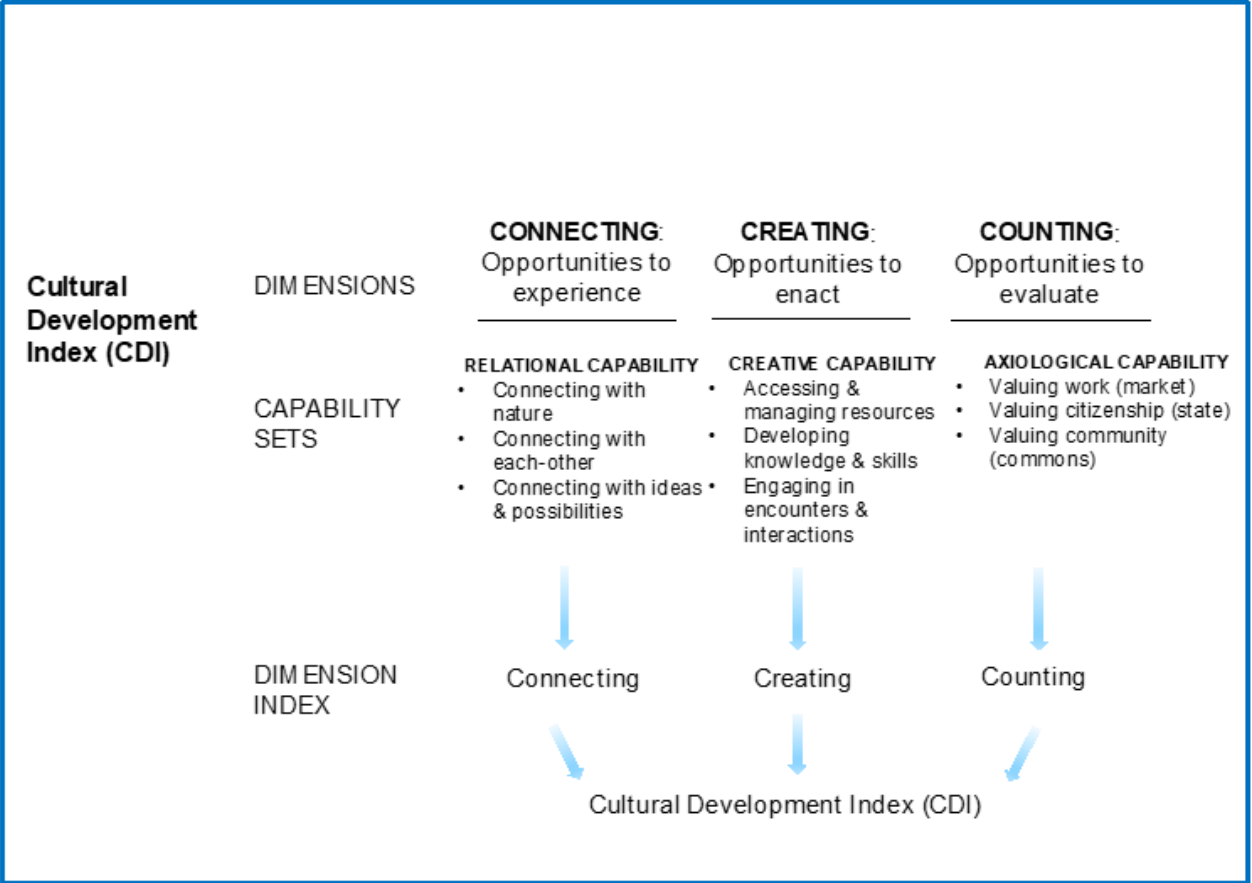 Cultural
Development
Index (CDI)
DIMENSIONS
CONNECTING:
Opportunities to
experience
CREATING:
Opportunities to
enact
COUNTING:
Opportunities to
evaluate
CAPABILITY
SETS
RELATIONAL CAPABILITY
• Connecting with
nature
• Connecting with
each-other
• Connecting with ideas
& possibilities
CREATIVE CAPABILITY
• Accessing &
managing resources
• Developing
knowledge & skills
• Engaging in
encounters &
interactions
AXIOLOGICAL CAPABILITY
• Valuing work (market)
• Valuing citizenship (state)
• Valuing community
(commons)
DIMENSION
INDEX
Connecting
Creating
Counting
Cultural Development Index (CDI)